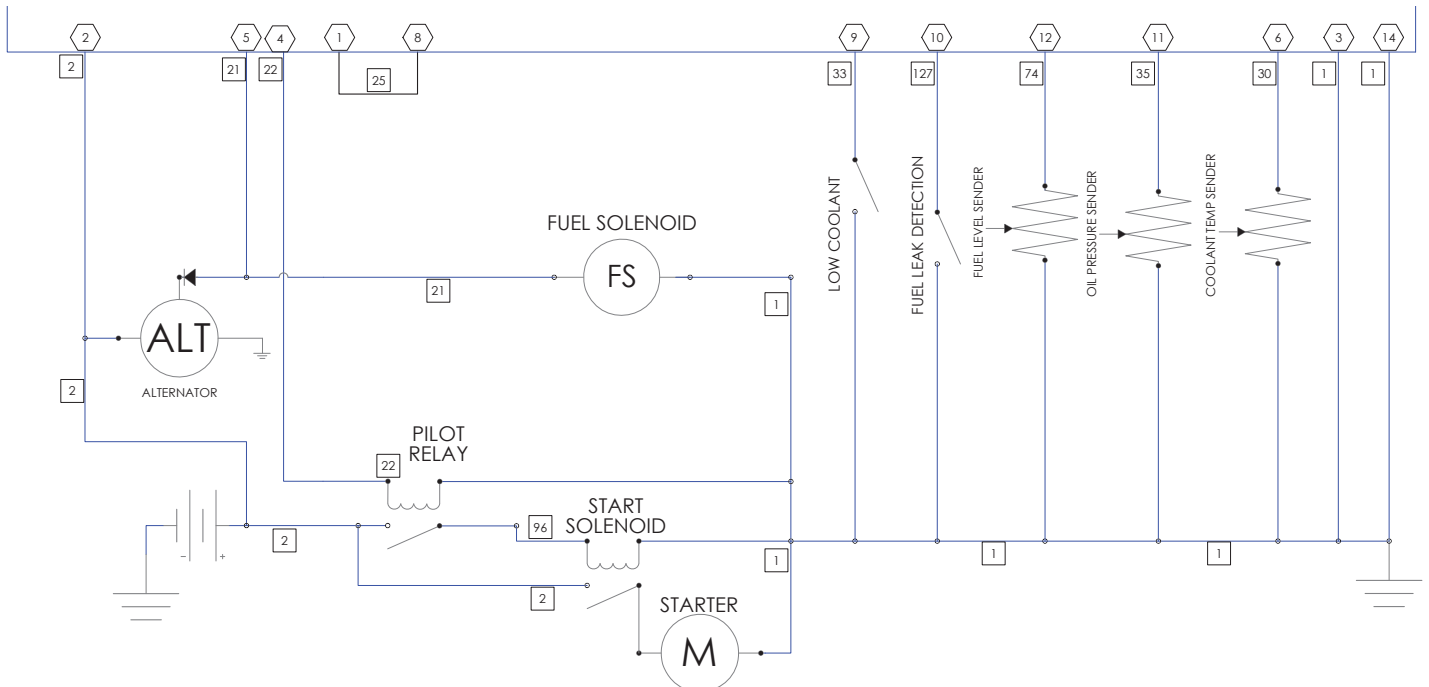 2
5
4
1
8
9
10
12
11
6
3
14
2
21
22
25
33
127
74
35
30
1
1
LOW COOLANT
FUEL LEAK DETECTION
FUEL LEVEL SENDER
OIL PRESSURE SENDER
COOLANT TEMP SENDER
FUEL SOLENOID
FS
21
1
ALT
ALTERNATOR
2
PILOT
RELAY
22
START
SOLENOID
96
- +
2
1
1
1
2
STARTER
M